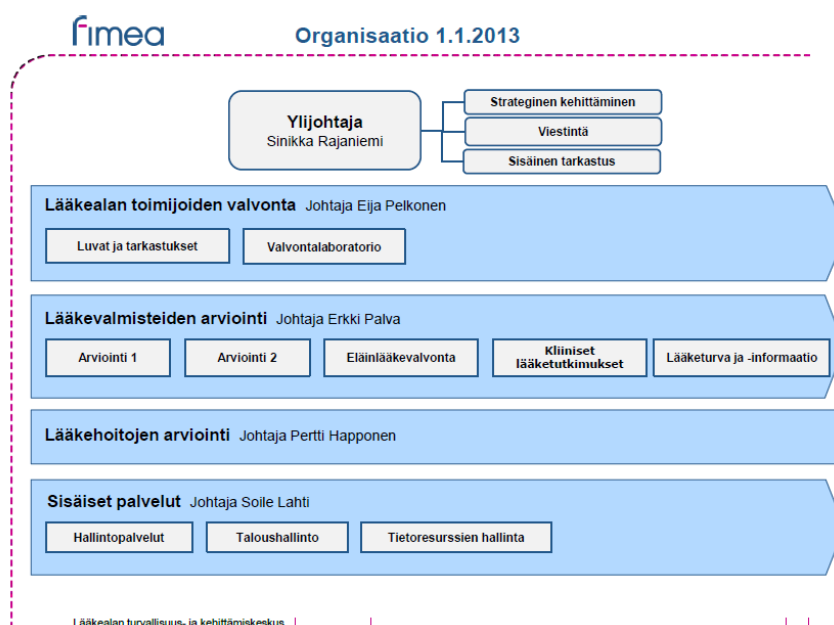 fimea
Organisaatio 1.1.2013
Ylijohtaja
Sinikka Rajaniemi
Strateginen kehittäminen
Viestintä
Sisäinen tarkastus
Lääkealan toimijoiden valvonta Johtaja Eija Pelkonen
Luvat ja tarkastukset
Valvontalaboratorio
Lääkevalmisteiden arviointi Johtaja Erkki Palva
Arviointi 1
Arviointi 2
Eläinlääkevalvonta
Kliiniset
lääketutkimukset
Lääketurva ja -informaatio
Lääkehoitojen arviointi Johtaja Pertti Happonen
Sisäiset palvelut Johtaja Soile Lahti
Hallintopalvelut
Taloushallinto
Tietoresurssien hallinta
Lääkealan turvallisuus- ja kehittämiskeskus